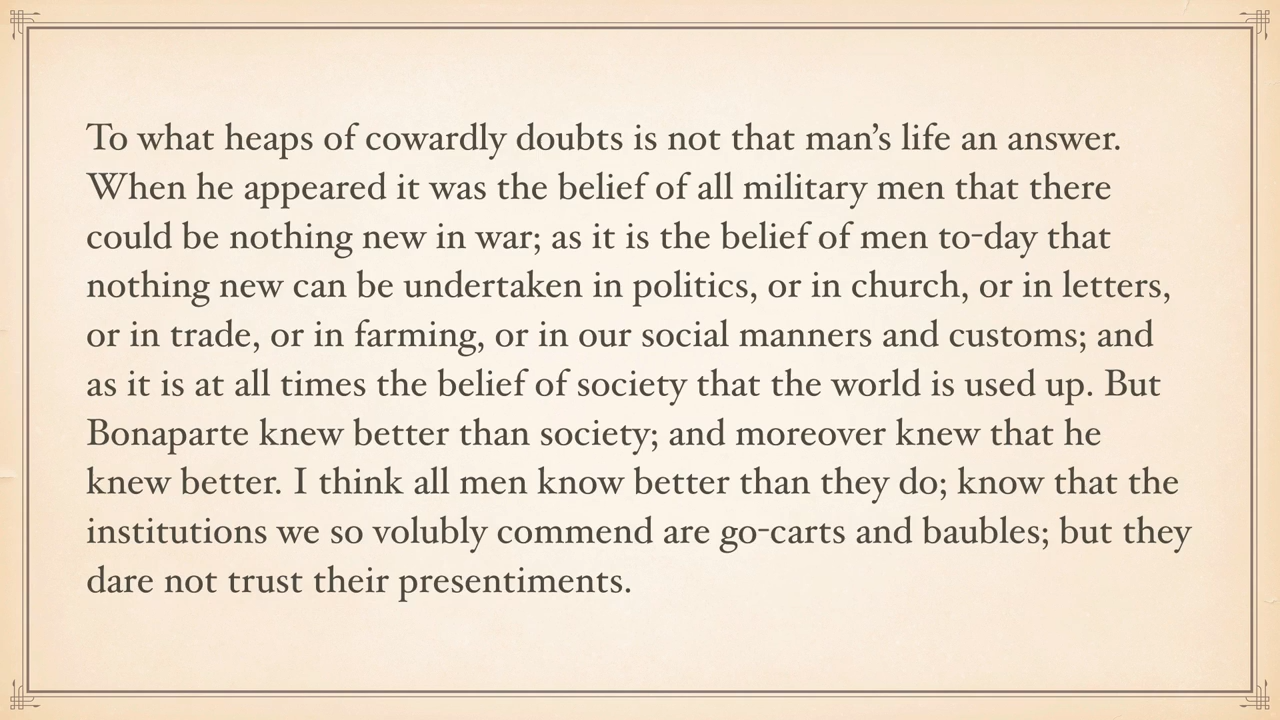 To what heaps of cowardly doubts is not that man’s life an answer.
When he appeared it was the belief of all military men that there
could be nothing new in war; as it is the belief of men to-day that
nothing new can be undertaken in politics, or in church, or in letters,
or in trade, or in farming, or in our social manners and customs; and
as it is at all times the belief of society that the world is used up. But
Bonaparte knew better than society; and moreover knew that he
knew better. I think all men know better than they do; know that the
institutions we so volubly commend are go-carts and baubles; but they
dare not trust their presentiments.